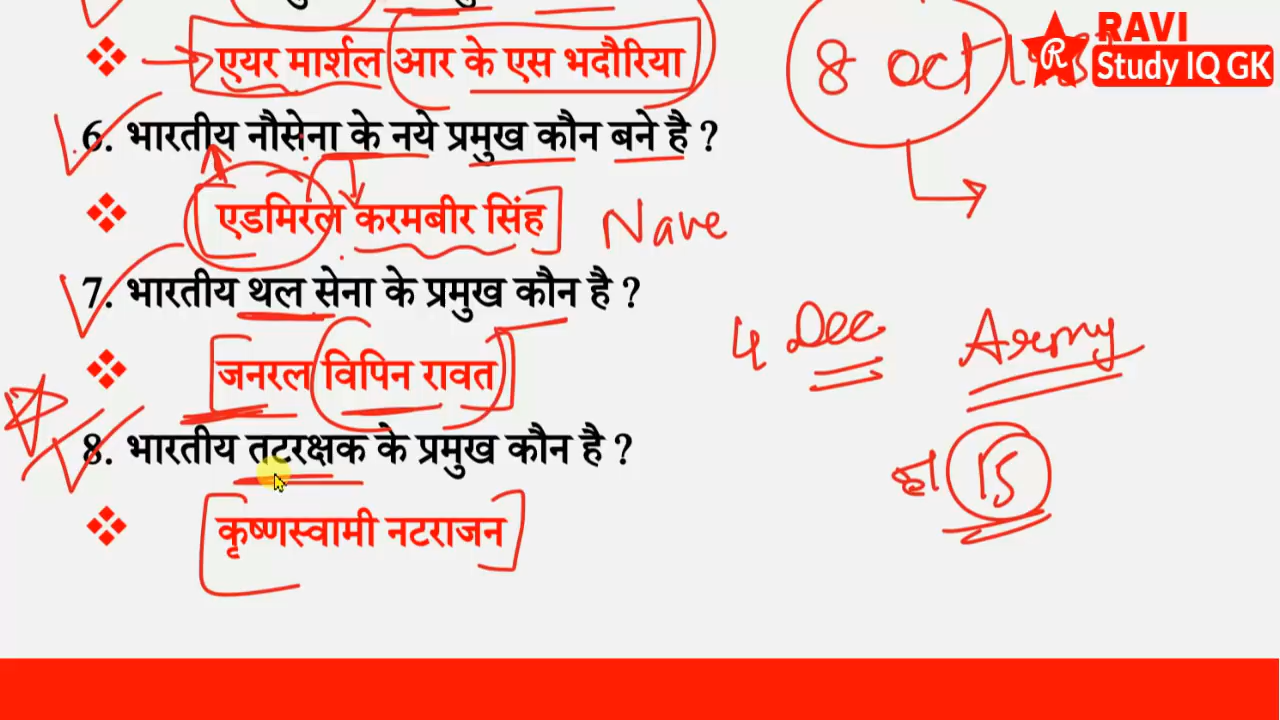 RAVI
Study IQ GK
8 oct
❖ एयर मार्शल आर के एस भदौरिया
6. भारतीय नौसेना के नये प्रमुख कौन बने है ?
❖ एडमिरल करमबीर सिंह
Nave
7. भारतीय थल सेना के प्रमुख कौन है ?
4 Dec Army
❖ जनरल विपिन रावत
8. भारतीय तटरक्षक के प्रमुख कौन है ?
15
❖ कृष्णस्वामी नटराजन